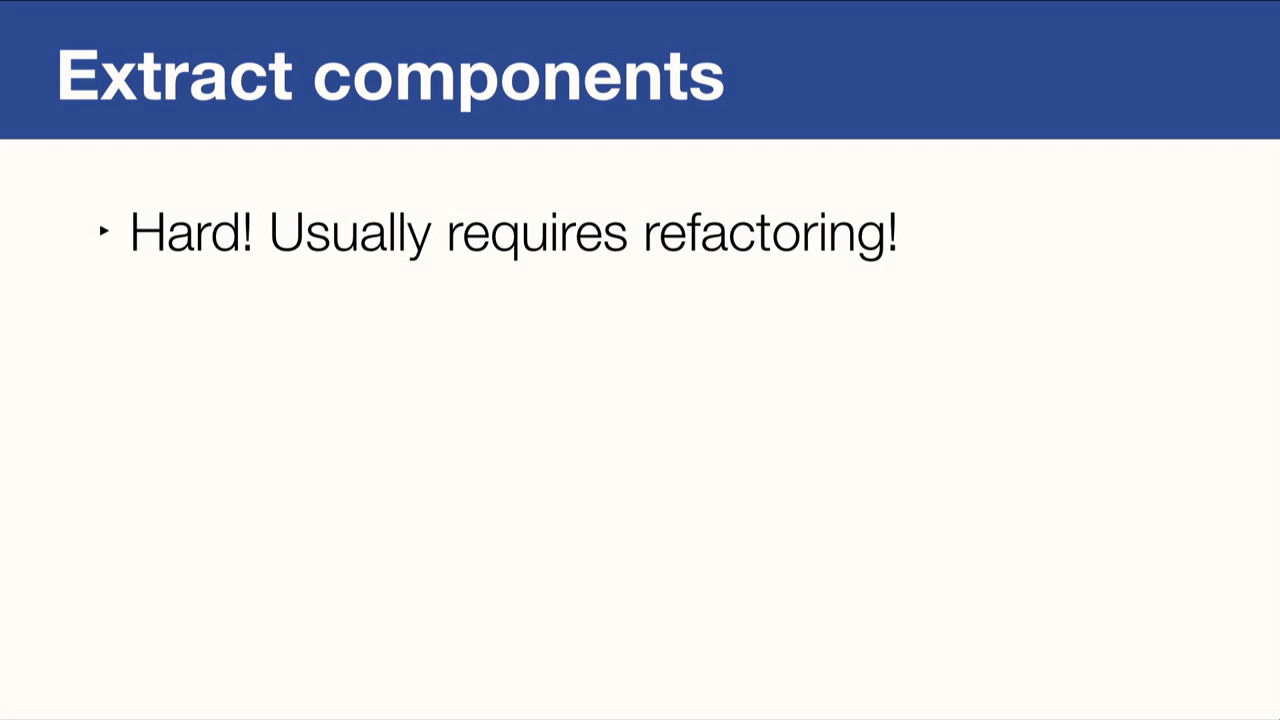 Extract components
‣ Hard! Usually requires refactoring!